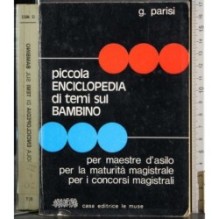 g. parisi
piccola
ENCICLOPEDIA
di temi sul
BAMBINO
per maestre d'asilo
per la maturità magistrale
per i concorsi magistrali
casa editrice le muse